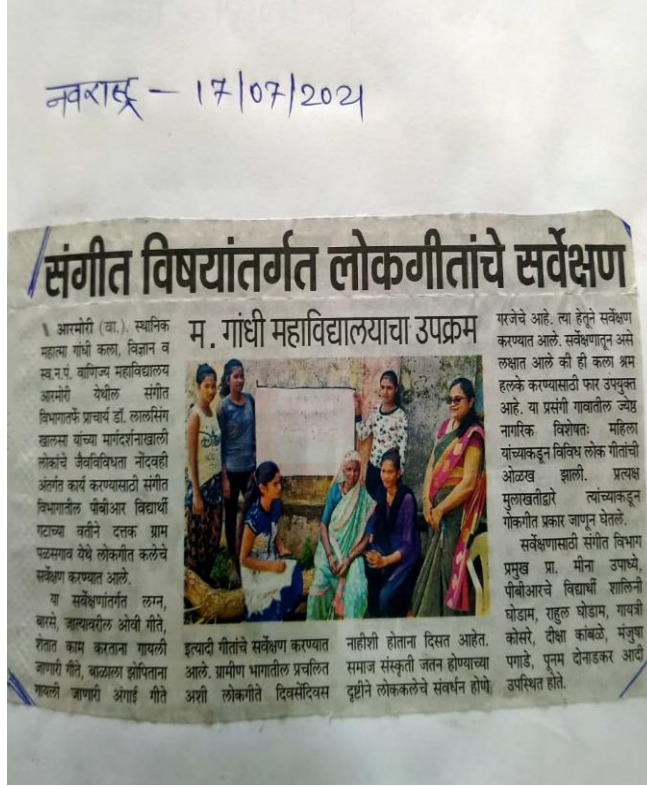 नवराष्ट्र - 17/07/2021
संगीत विषयांतर्गत लोकगीतांचे सर्वेक्षण
म. गांधी महाविद्यालयाचा उपक्रम
आरमोरी (वा.). स्थानिक
महात्मा गांधी कला, विज्ञान व
स्व.न.पं. वाणिज्य महाविद्यालय
आरमोरी येथील संगीत
विभागातर्फे प्राचार्य डॉ. लालसिंग
खालसा यांच्या मार्गदर्शनाखाली
लोकांचे जैवविविधता नोंदवही
अंतर्गत कार्य करण्यासाठी संगीत
विभागातील पीबीआर विद्यार्थी
गटाच्या वतीने दत्तक ग्राम
पळसगाव येथे लोकगीत कलेचे
सर्वेक्षण करण्यात आले.
या सर्वेक्षणांतर्गत लग्न,
बारसे, जात्यावरील ओवी गीते,
शेतात काम करताना गायली
जाणारी गीते, बाळाला झोपिताना
गायली जाणारी अंगाई गीते
इत्यादी गीतांचे सर्वेक्षण करण्यात
आले. ग्रामीण भागातील प्रचलित
अशी लोकगीते दिवसेंदिवस
नाहीशी होताना दिसत आहेत.
समाज संस्कृती जतन होण्याच्या
दृष्टीने लोककलेचे संवर्धन होणे
गरजेचे आहे. त्या हेतूने सर्वेक्षण
करण्यात आले. सर्वेक्षणातून असे
लक्षात आले की ही कला श्रम
हलके करण्यासाठी फार उपयुक्त
आहे. या प्रसंगी गावातील ज्येष्ठ
नागरिक विशेषतः महिला
यांच्याकडून विविध लोक गीतांची
ओळख झाली. प्रत्यक्ष
मुलाखतीद्वारे त्यांच्याकडून
लोकगीत प्रकार जाणून घेतले.
सर्वेक्षणासाठी संगीत विभाग
प्रमुख प्रा. मीना उपाध्ये,
पीबीआरचे विद्यार्थी शालिनी
घोडाम, राहुल घोडाम, गायत्री
कोसरे, दीक्षा कांबळे, मंजुषा
पगाडे, पूनम दोनाडकर आदी
उपस्थित होते.